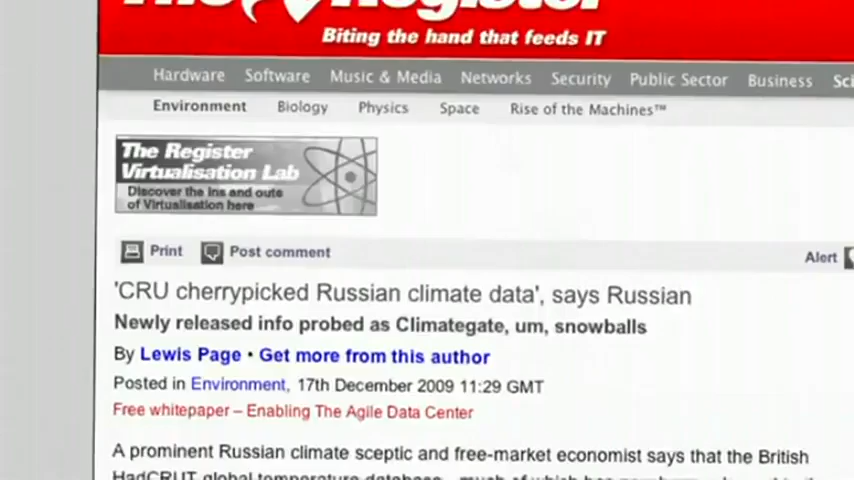 The Register
Biting the hand that feeds IT
Hardware Software Music & Media Networks Security Public Sector Business
Environment Biology Physics Space Rise of the Machines™
The Register
Virtualisation Lab
Discover the ins and outs
of Virtualisation here
Print Post comment Alert
'CRU cherrypicked Russian climate data', says Russian
Newly released info probed as Climategate, um, snowballs
By Lewis Page • Get more from this author
Posted in Environment, 17th December 2009 11:29 GMT
Free whitepaper – Enabling The Agile Data Center
A prominent Russian climate sceptic and free-market economist says that the British
HadCRUT global temperature database